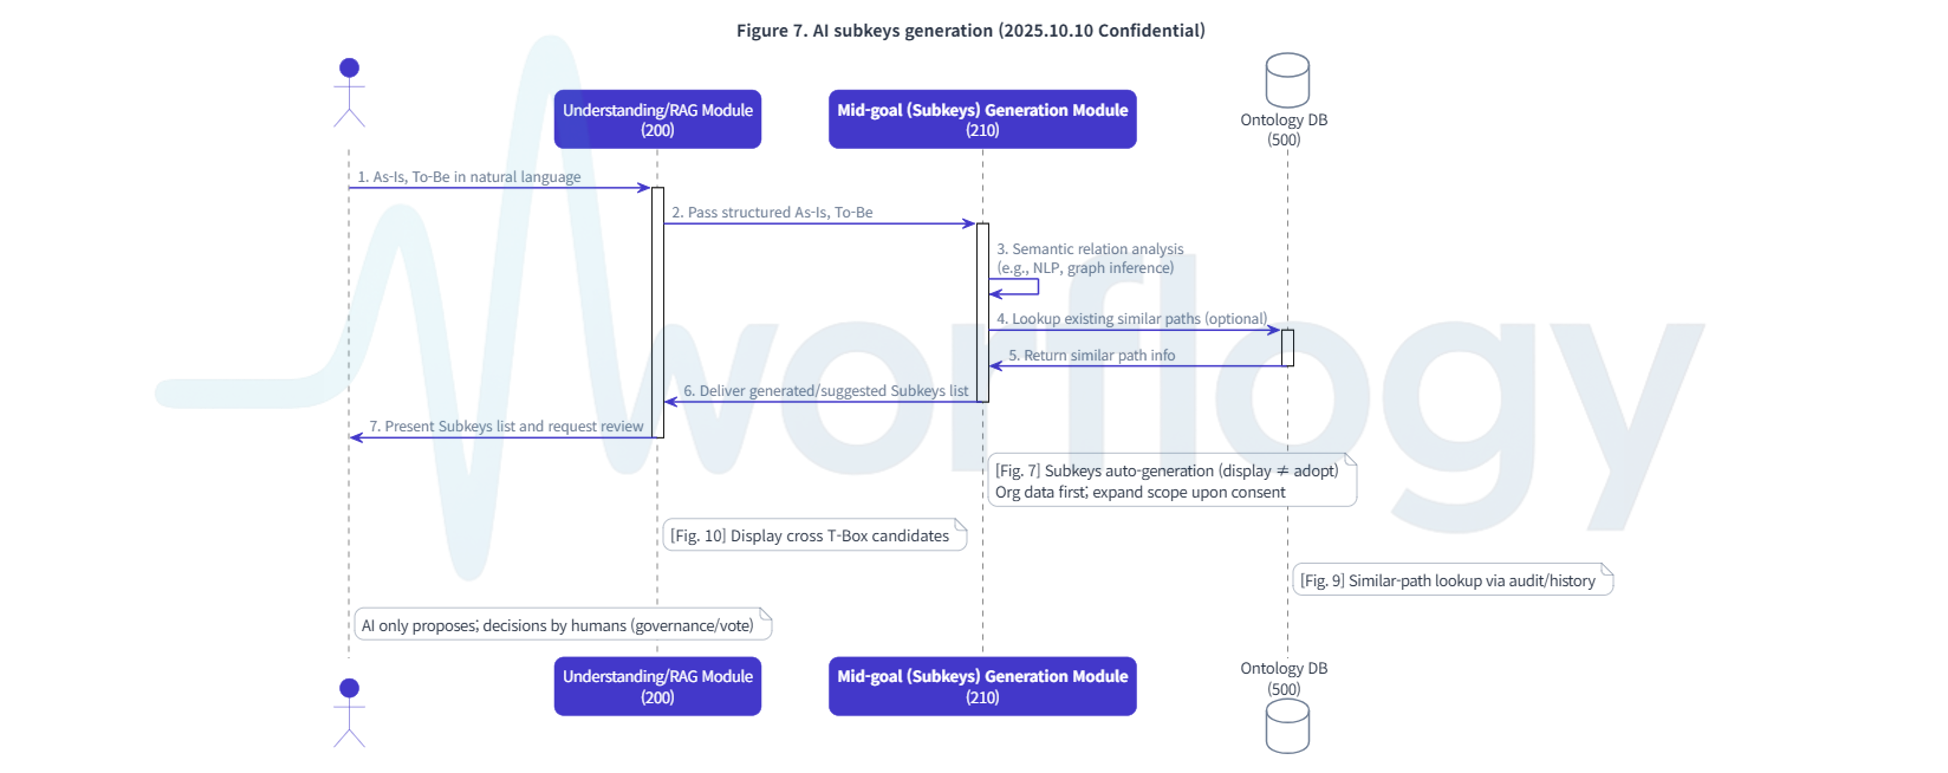 Figure 7. AI subkeys generation (2025.10.10 Confidential)
Understanding/RAG Module
(200)
Mid-goal (Subkeys) Generation Module
(210)
Ontology DB
(500)
1. As-Is, To-Be in natural language
2. Pass structured As-Is, To-Be
3. Semantic relation analysis
(e.g., NLP, graph inference)
4. Lookup existing similar paths (optional)
5. Return similar path info
6. Deliver generated/suggested Subkeys list
7. Present Subkeys list and request review
worflogy
[Fig. 7] Subkeys auto-generation (display ≠ adopt)
Org data first; expand scope upon consent
[Fig. 10] Display cross T-Box candidates
[Fig. 9] Similar-path lookup via audit/history
AI only proposes; decisions by humans (governance/vote)
Understanding/RAG Module
(200)
Mid-goal (Subkeys) Generation Module
(210)
Ontology DB
(500)